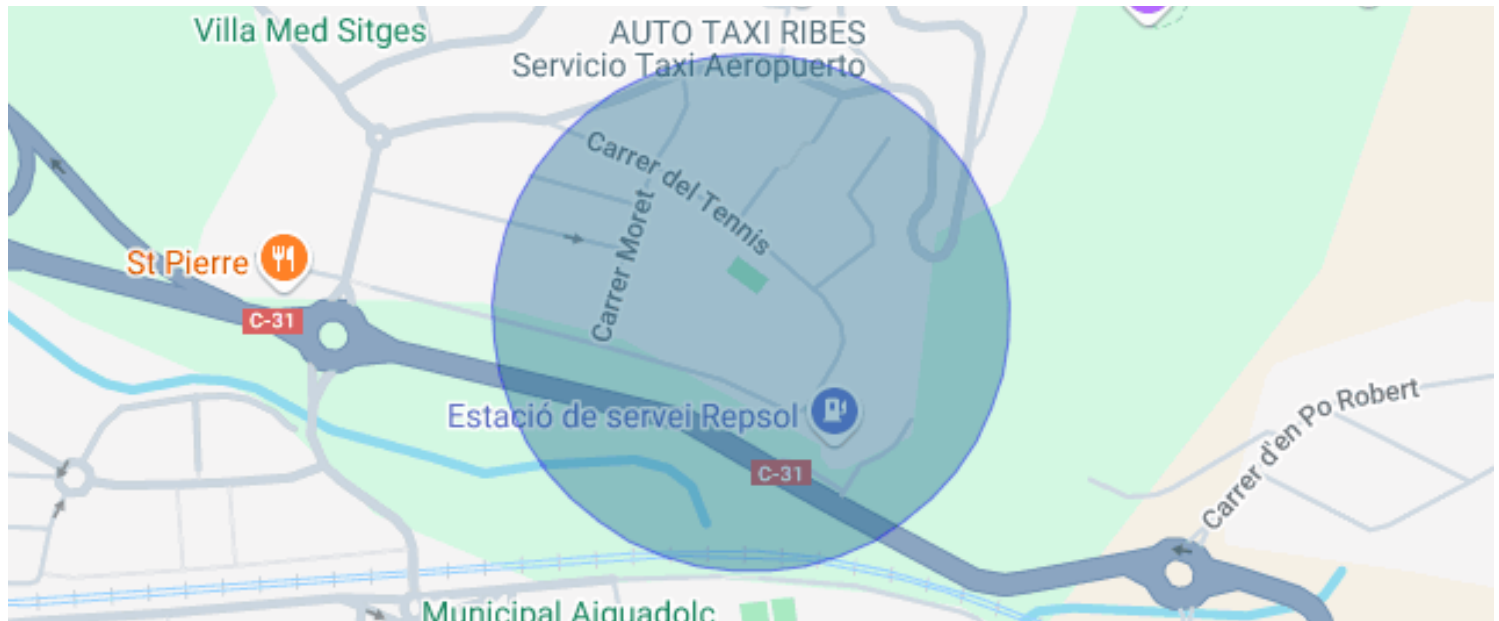 Villa Med Sitges
AUTO TAXI RIBES
Servicio Taxi Aeropuerto
Carrer del Tennis
Carrer Moret
St Pierre
C-31
Estació de servei Repsol
C-31
Carrer d'en Po Robert
Municipal Aiguadolç